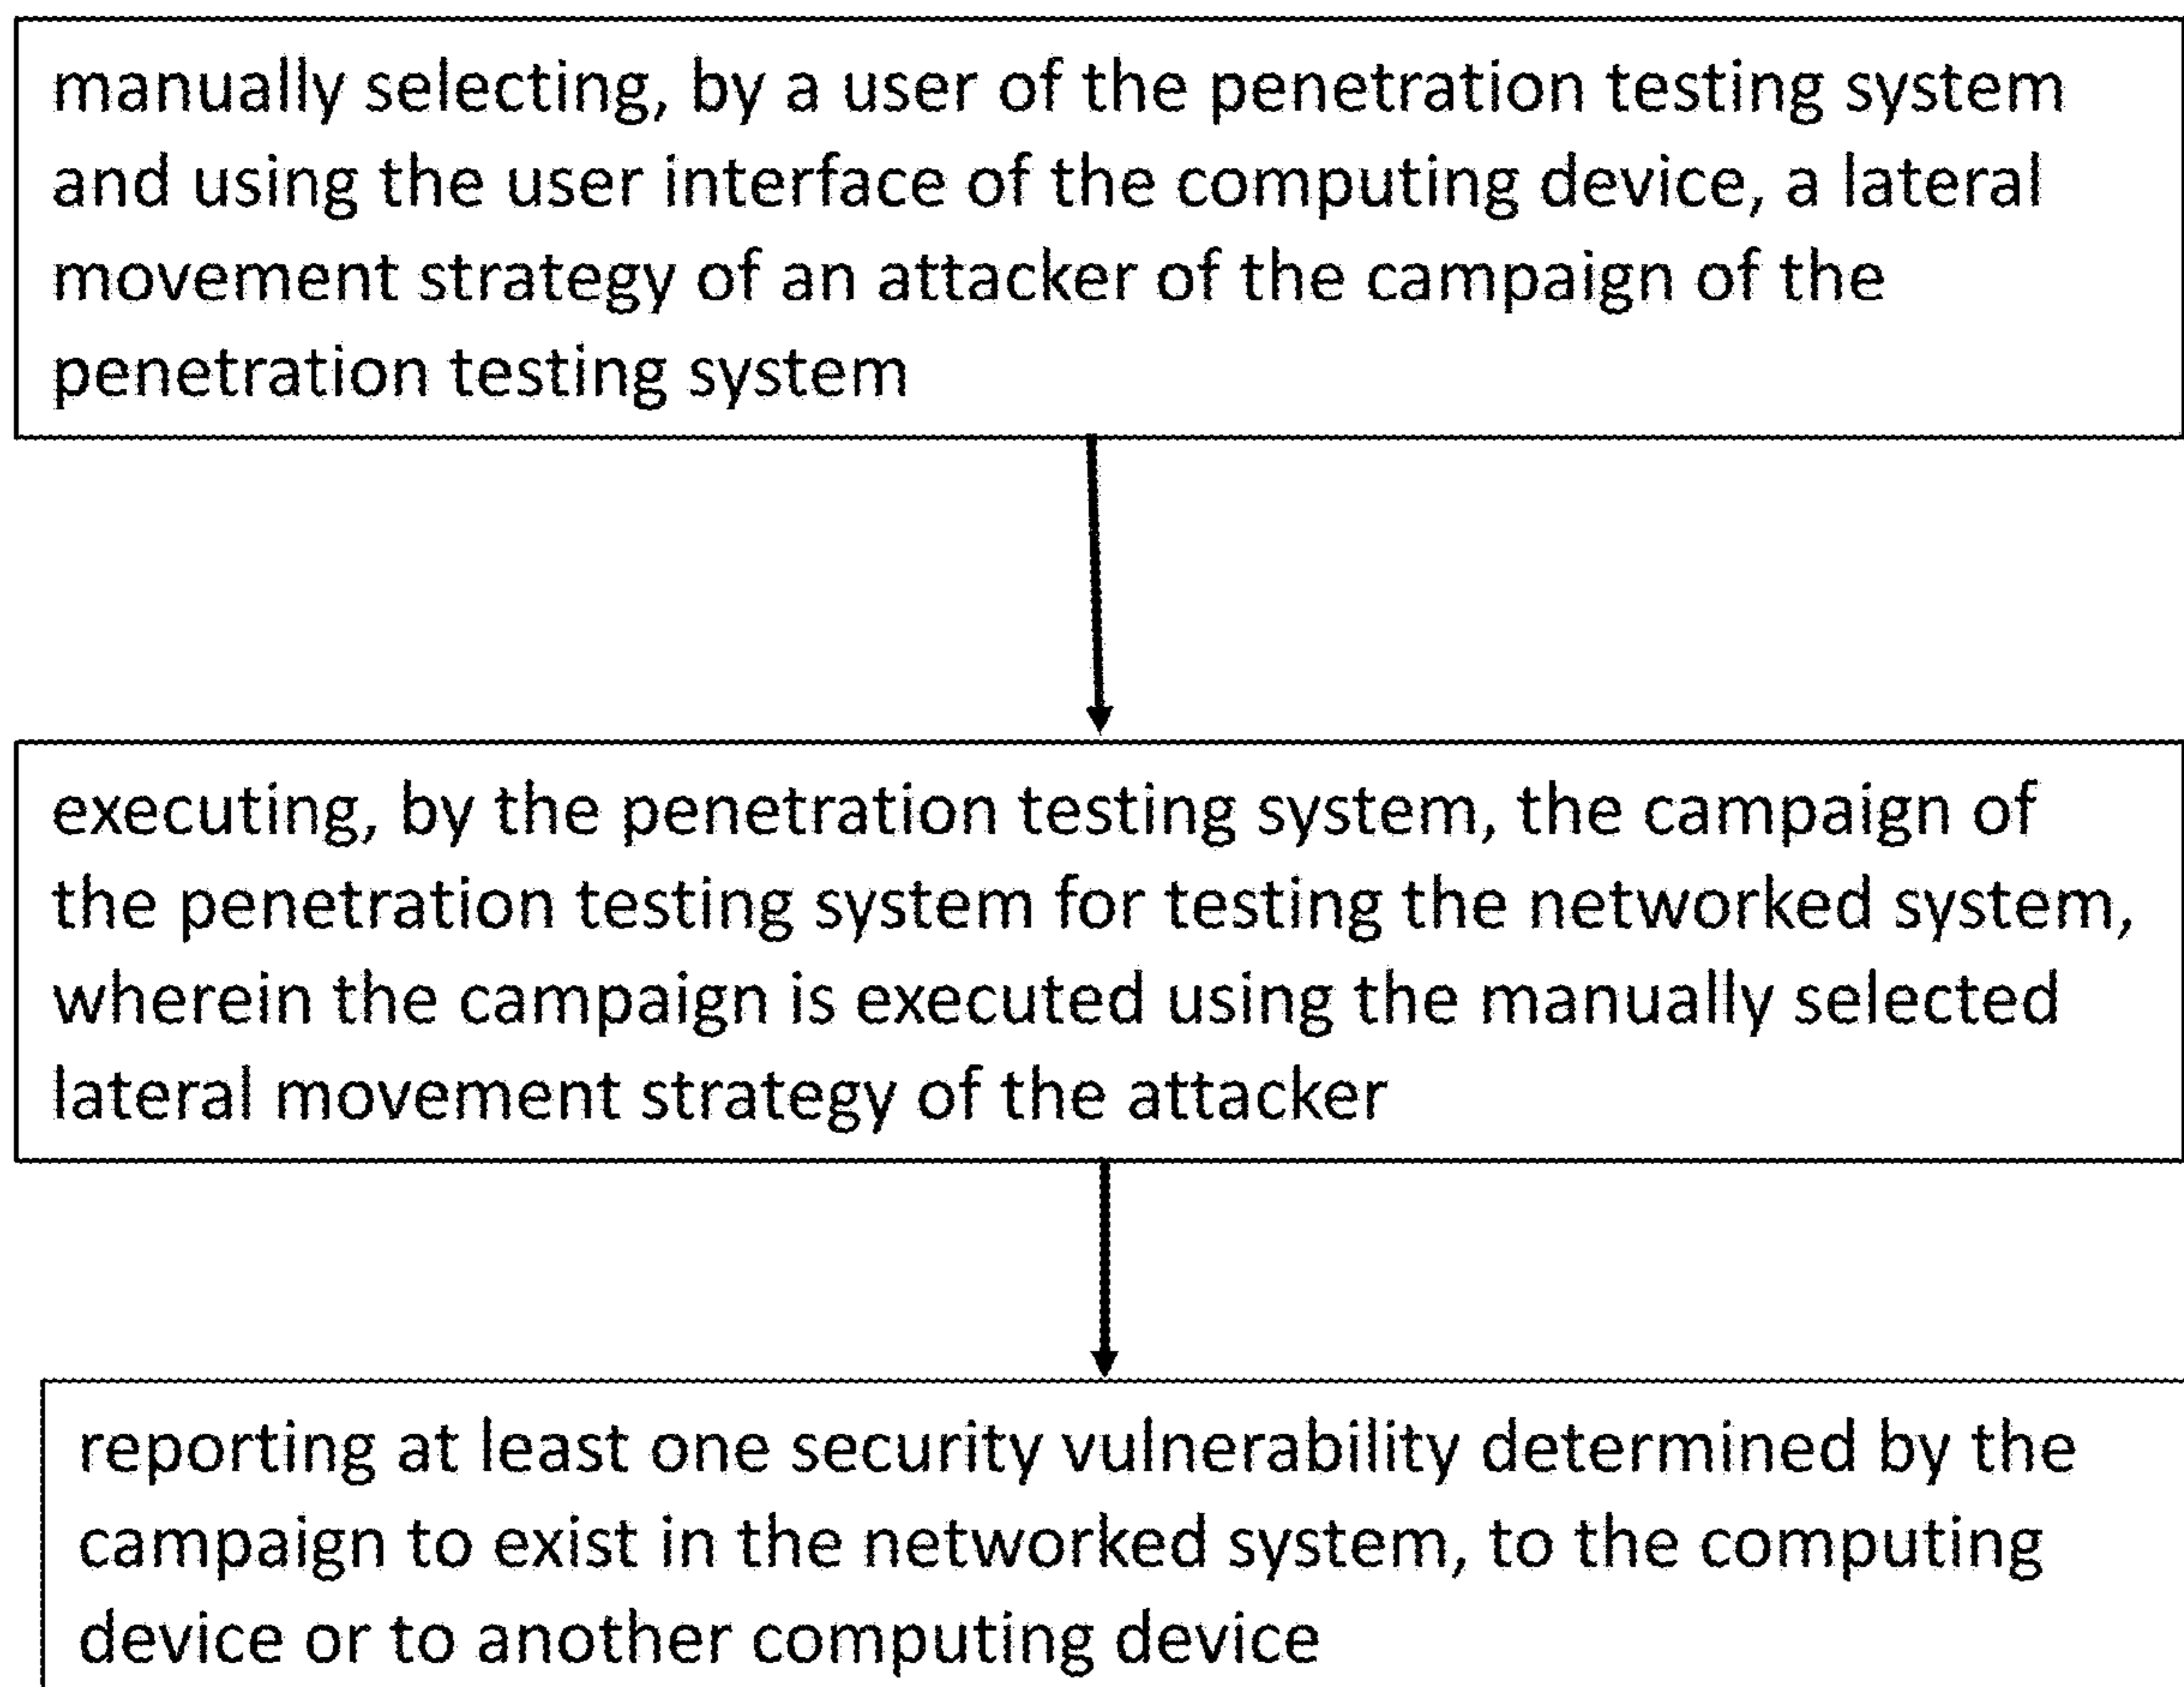 manually selecting, by a user of the penetration testing system
and using the user interface of the computing device, a lateral
movement strategy of an attacker of the campaign of the
penetration testing system
executing, by the penetration testing system, the campaign of
the penetration testing system for testing the networked system,
wherein the campaign is executed using the manually selected
lateral movement strategy of the attacker
reporting at least one security vulnerability determined by the
campaign to exist in the networked system, to the computing
device or to another computing device